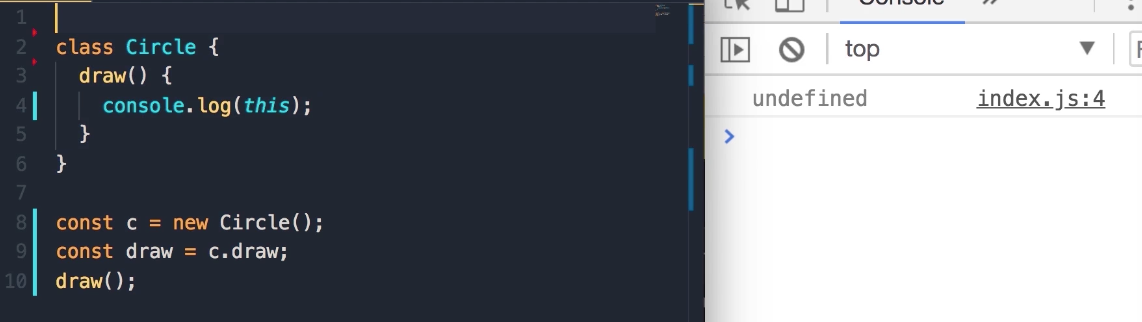 1
2 class Circle {
3 draw() {
4 console.log(this);
5 }
6 }
7
8 const c = new Circle();
9 const draw = c.draw;
10 draw();
Console
top
undefined index.js:4